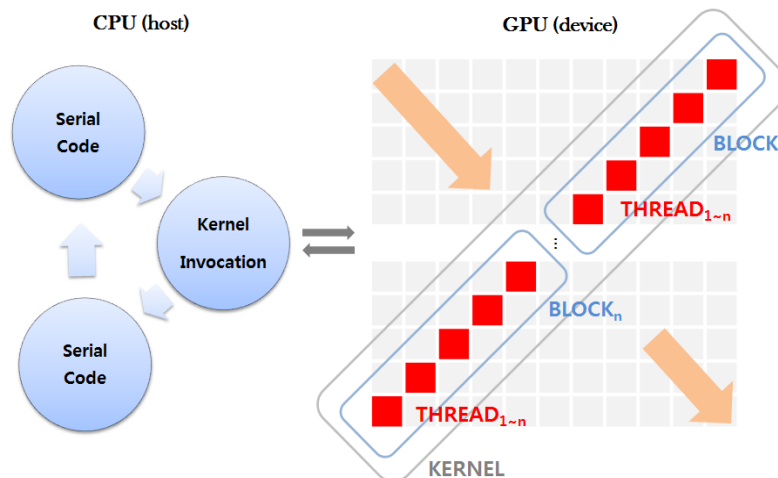 CPU (host)
GPU (device)
Serial
Code
Kernel
Invocation
Serial
Code
BLOCK
THREAD1~n
...
BLOCKn
THREAD1~n
KERNEL